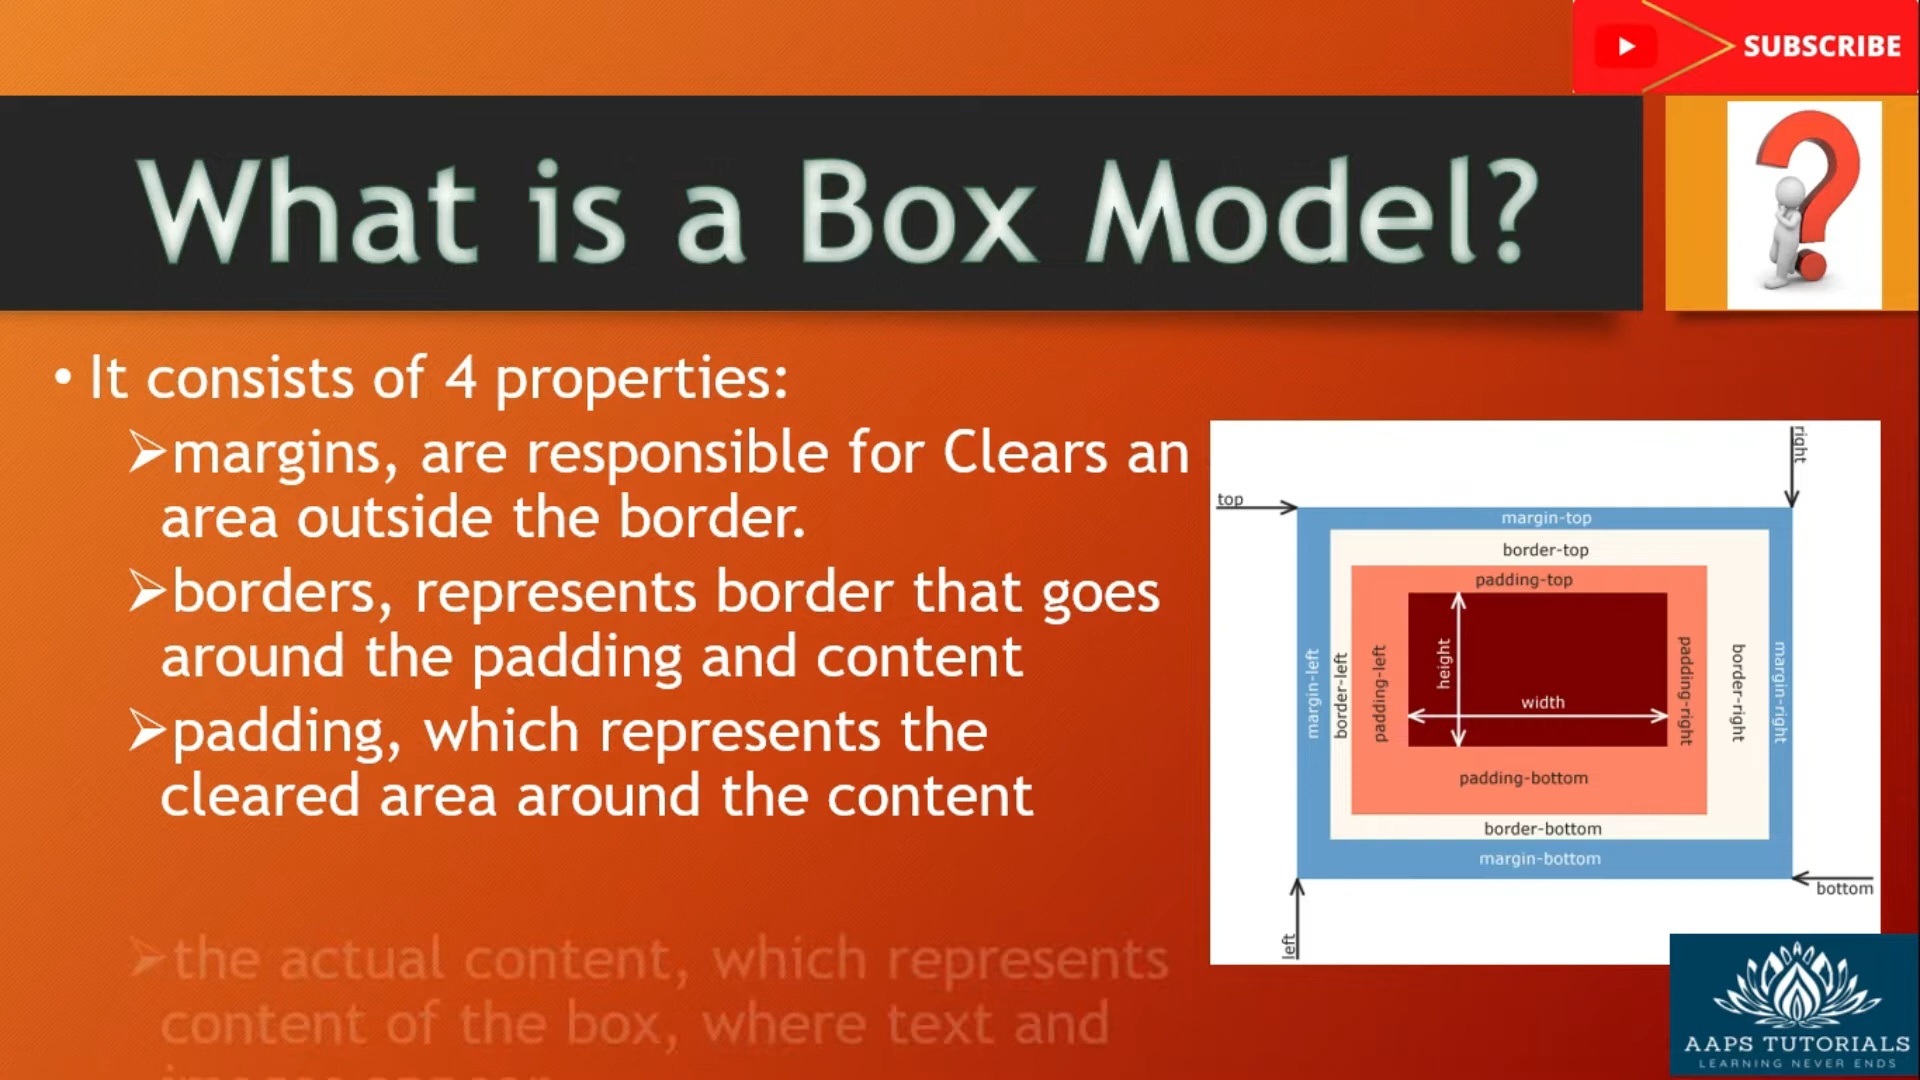 SUBSCRIBE
What is a Box Model?
• It consists of 4 properties:
➢margins, are responsible for Clears an
area outside the border.
➢borders, represents border that goes
around the padding and content
➢padding, which represents the
cleared area around the content
➢the actual content, which represents
content of the box, where text and
right
top
margin-top
border-top
padding-top
margin-left
border-left
padding-left
height
width
padding-right
border-right
margin-right
padding-bottom
border-bottom
margin-bottom
bottom
left
AAPS TUTORIALS
LEARNING NEVER ENDS